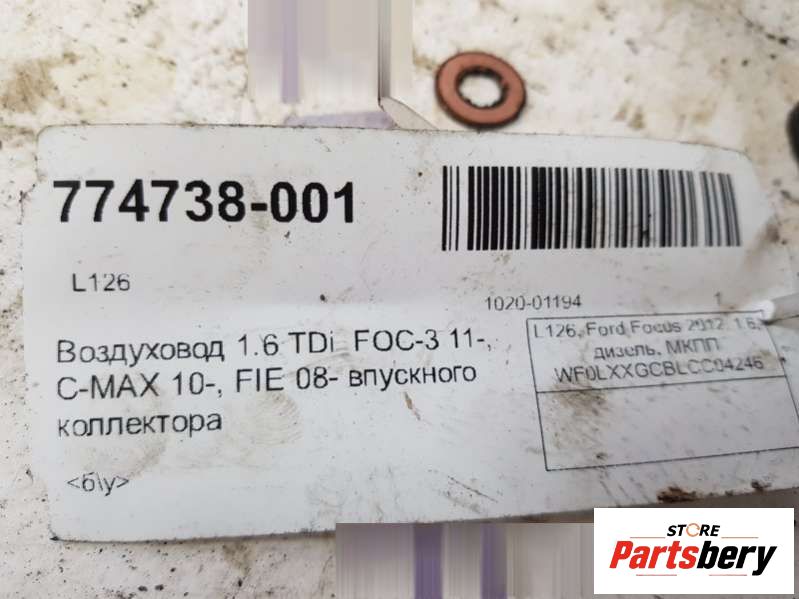 774738-001
L126
1020-01194 1
Воздуховод 1.6 TDi FOC-3 11-,
C-MAX 10-, FIE 08- впускного
коллектора
<б\у>
L126, Ford Focus 2012, 1.6,
дизель, МКПП
WF0LXXGCBLCC04246
STORE
Partsbery